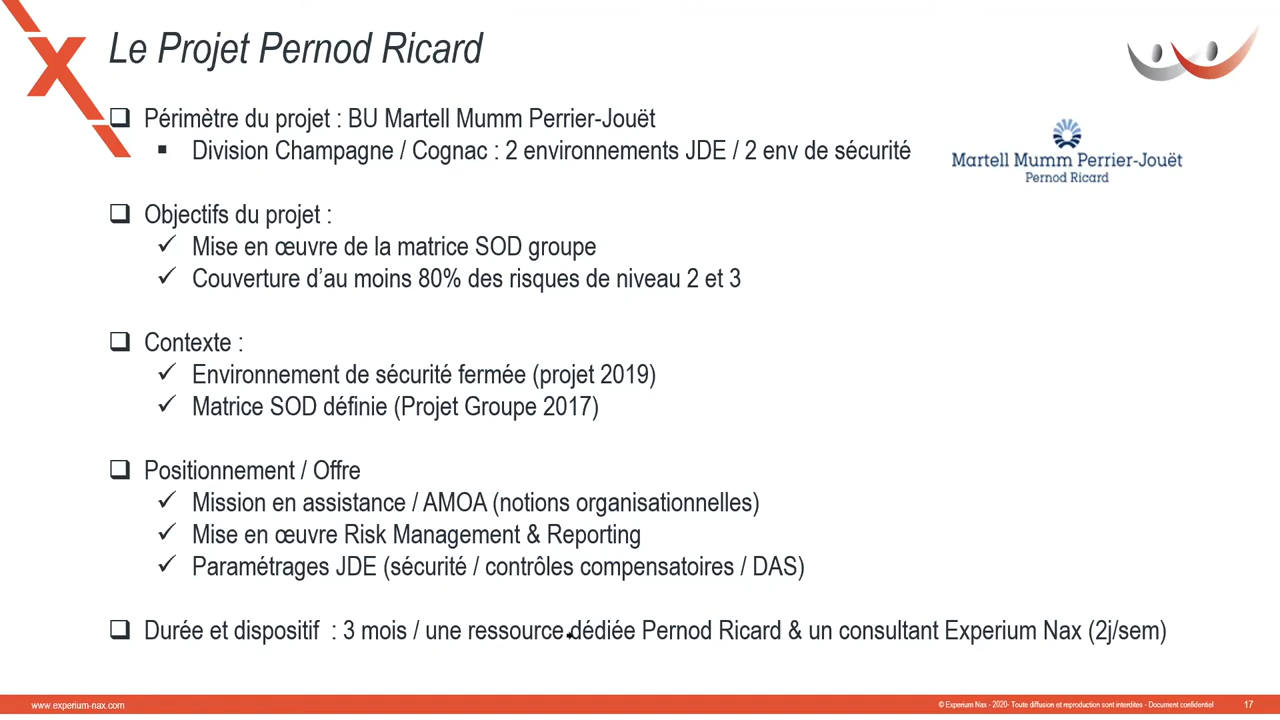 Le Projet Pernod Ricard
Périmètre du projet : BU Martell Mumm Perrier-Jouët
Division Champagne / Cognac : 2 environnements JDE / 2 env de sécurité
Martell Mumm Perrier-Jouët
Pernod Ricard
Objectifs du projet :
Mise en œuvre de la matrice SOD groupe
Couverture d’au moins 80% des risques de niveau 2 et 3
Contexte :
Environnement de sécurité fermée (projet 2019)
Matrice SOD définie (Projet Groupe 2017)
Positionnement / Offre
Mission en assistance / AMOA (notions organisationnelles)
Mise en œuvre Risk Management & Reporting
Paramétrages JDE (sécurité / contrôles compensatoires / DAS)
Durée et dispositif : 3 mois / une ressource dédiée Pernod Ricard & un consultant Experium Nax (2j/sem)
www.experium-nax.com
© Experium Nax - 2020- Toute diffusion et reproduction sont interdites - Document confidentiel
17